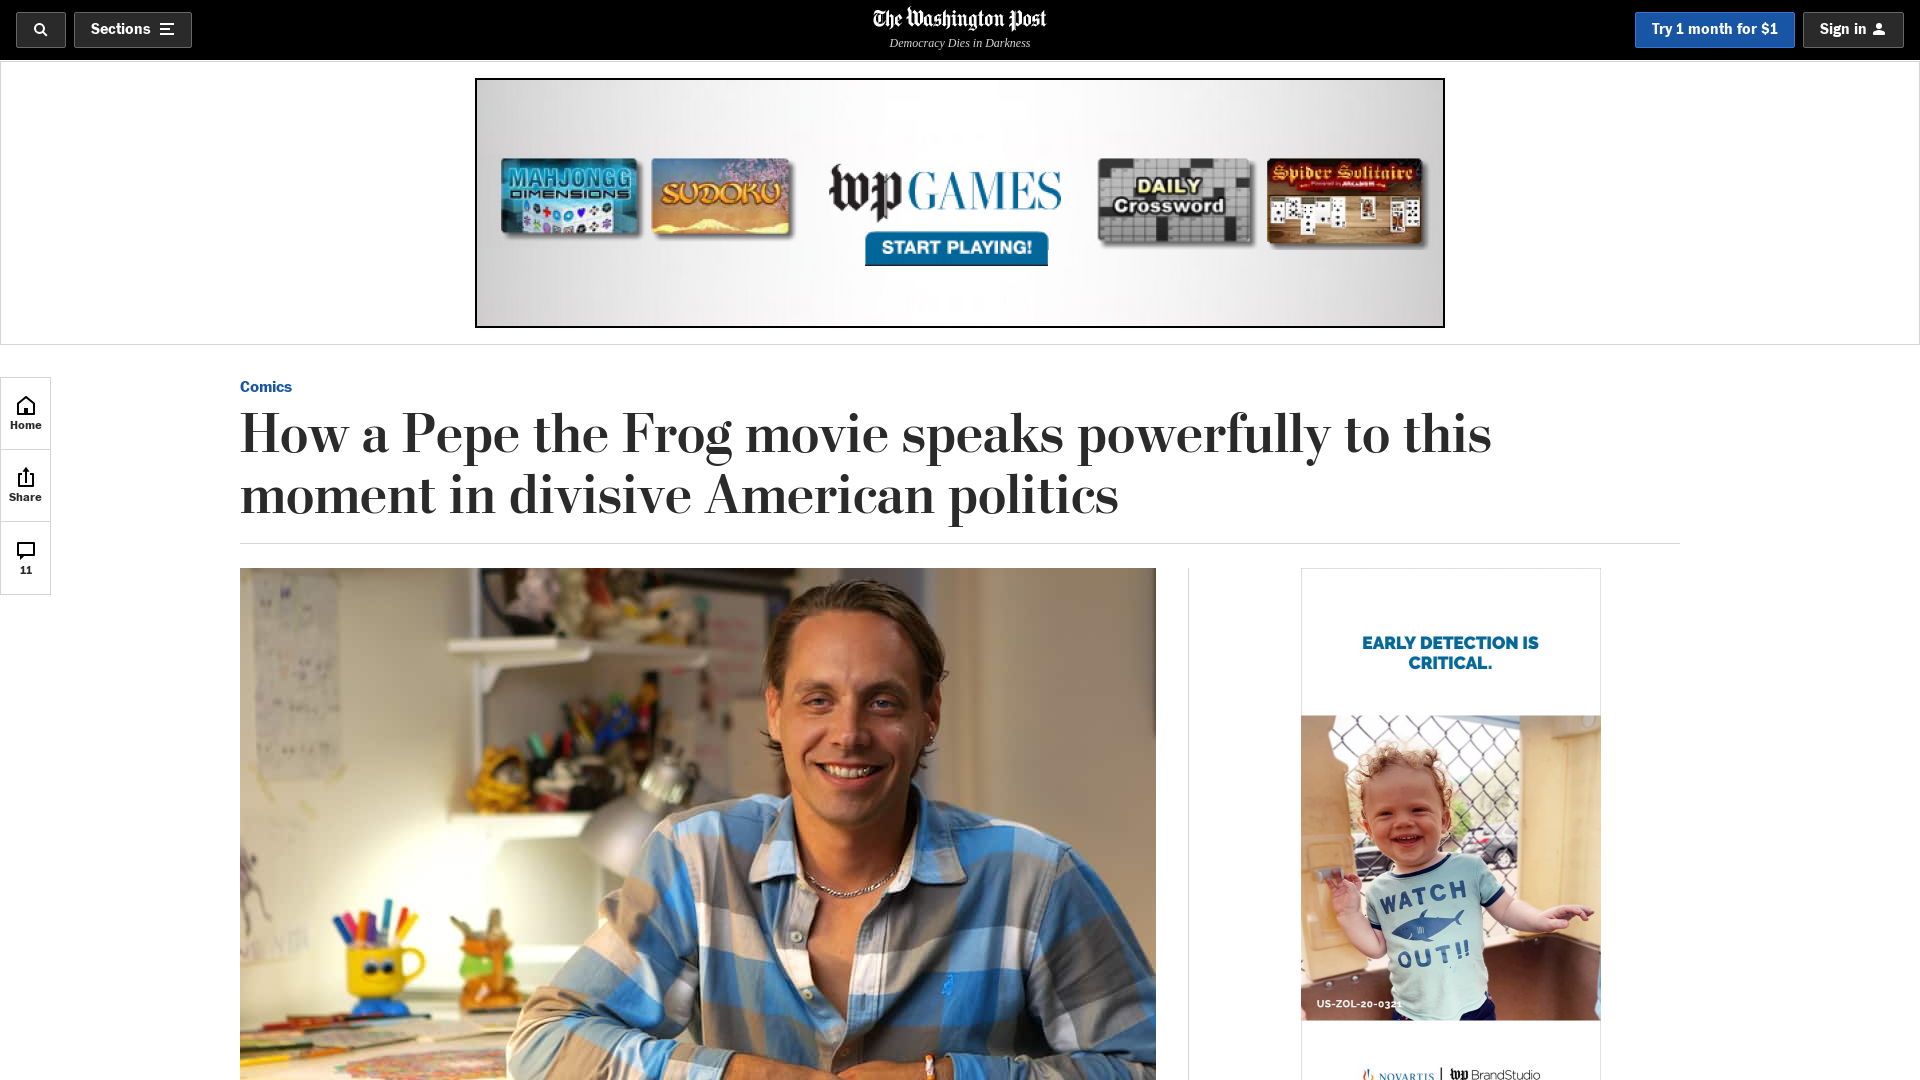 Sections
The Washington Post
Democracy Dies in Darkness
Try 1 month for $1
Sign in
MAHJONGG
DIMENSIONS
SUDOKU
wp GAMES
START PLAYING!
DAILY
Crossword
Spider Solitaire
Home
Share
11
Comics
How a Pepe the Frog movie speaks powerfully to this
moment in divisive American politics
EARLY DETECTION IS
CRITICAL.
WATCH
OUT!!
US-ZOL-20-0321
NOVARTIS | wp BrandStudio